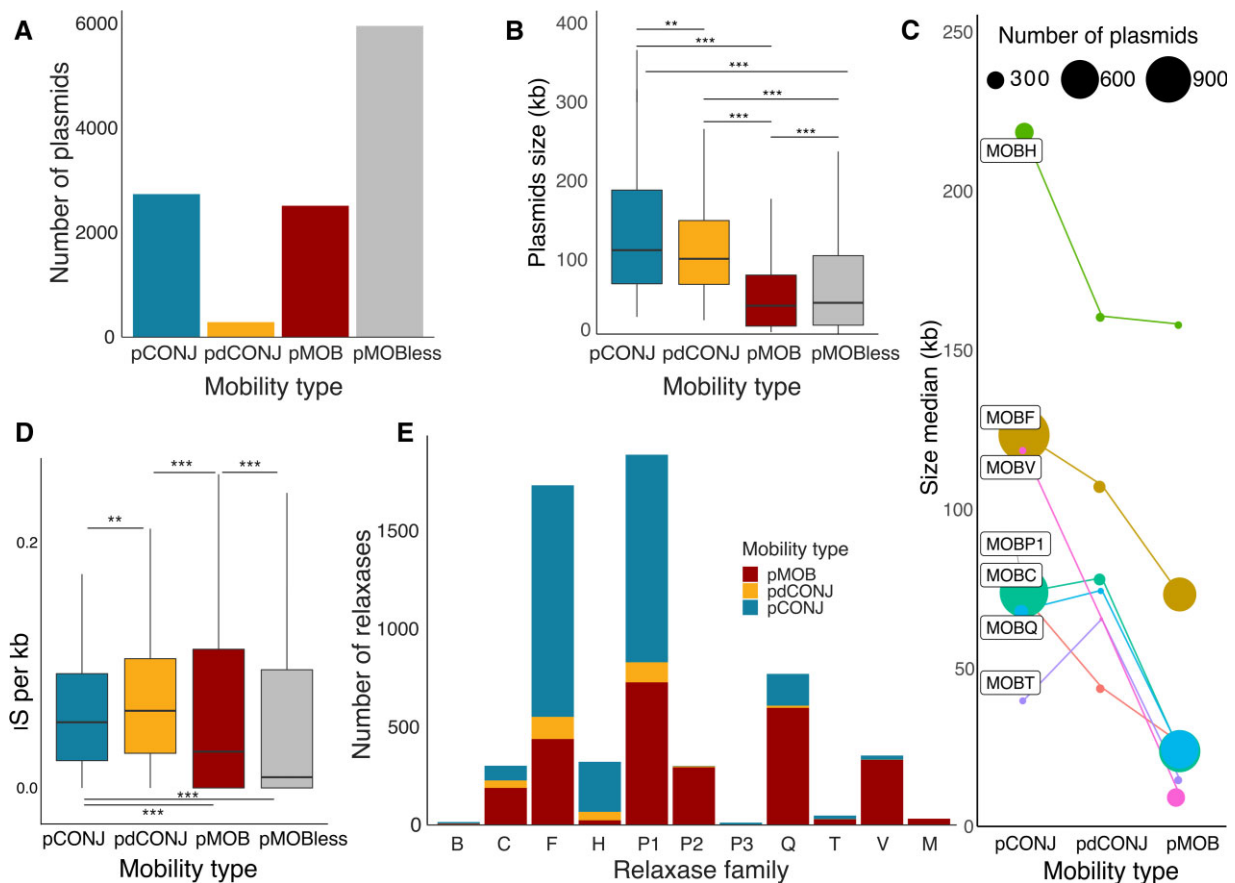 A
6000
4000
2000
0
Number of plasmids
pCONJ pdCONJ pMOB pMOBless
Mobility type
B
400
300
200
100
0
Plasmids size (kb)
**
***
***
***
***
***
pCONJ pdCONJ pMOB pMOBless
Mobility type
C
250
200
150
100
50
0
Size median (kb)
Number of plasmids
300 600 900
MOBH
MOBF
MOBV
MOBP1
MOBC
MOBQ
MOBT
pCONJ pdCONJ pMOB
Mobility type
D
0.2
0.0
IS per kb
*** ***
**
***
***
pCONJ pdCONJ pMOB pMOBless
Mobility type
E
1500
1000
500
0
Number of relaxases
Mobility type
pMOB
pdCONJ
pCONJ
B C F H P1 P2 P3 Q T V M
Relaxase family